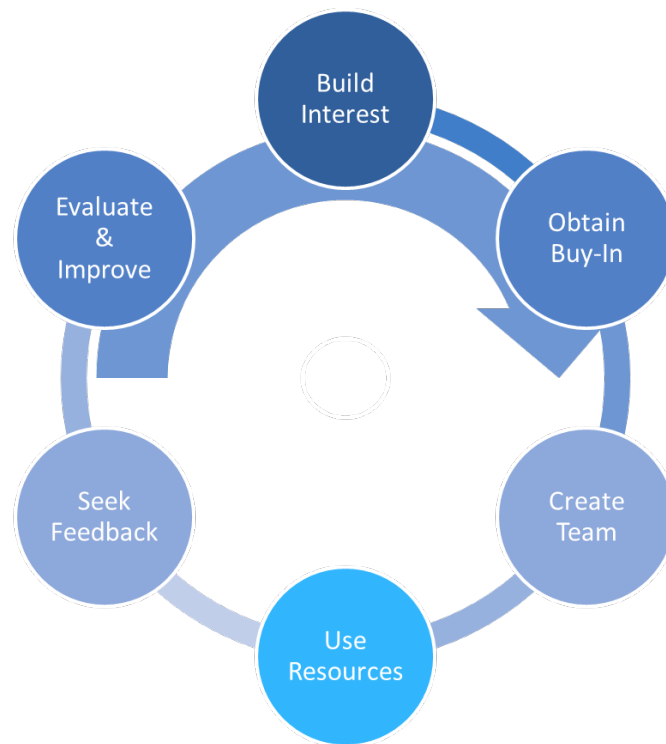 Build
Interest
Obtain
Buy-In
Create
Team
Use
Resources
Seek
Feedback
Evaluate
&
Improve